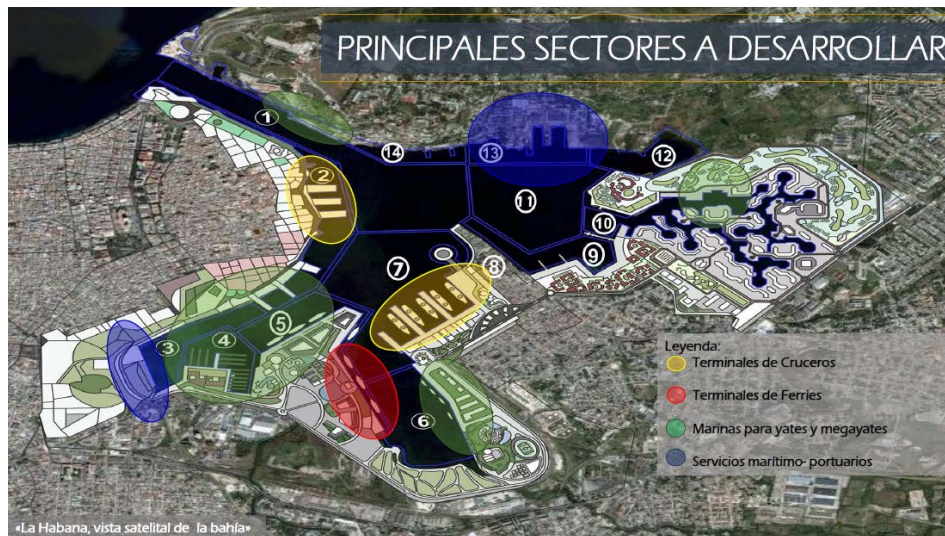 PRINCIPALES SECTORES A DESARROLLAR
1
14
13
12
2
11
10
9
7
8
5
3
4
6
Leyenda:
Terminales de Cruceros
Terminales de Ferries
Marinas para yates y megayates
Servicios marítimo- portuarios
«La Habana, vista satelital de la bahía»